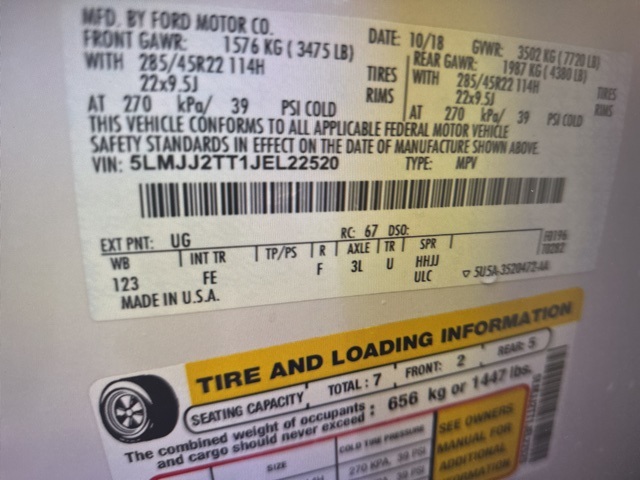 MFD. BY FORD MOTOR CO.
DATE: 10/18 GVWR: 3502 KG (7720 LB)
FRONT GAWR: 1576 KG (3475 LB) REAR GAWR: 1987 KG (4380 LB)
WITH 285/45R22 114H TIRES WITH 285/45R22 114H TIRES
22x9.5J RIMS 22x9.5J RIMS
AT 270 kPa/ 39 PSI COLD AT 270 kPa/ 39 PSI COLD
THIS VEHICLE CONFORMS TO ALL APPLICABLE FEDERAL MOTOR VEHICLE
SAFETY STANDARDS IN EFFECT ON THE DATE OF MANUFACTURE SHOWN ABOVE.
VIN: 5LMJJ2TT1JEL22520 TYPE: MPV
EXT PNT: UG RC: 67 DSO:
WB INT TR TP/PS R AXLE TR SPR
123 FE F 3L U HHJJ
ULC
MADE IN U.S.A.
TIRE AND LOADING INFORMATION
SEATING CAPACITY TOTAL: 7 FRONT: 2 REAR: 5
The combined weight of occupants
and cargo should never exceed: 656 kg or 1447 lbs.
SIZE COLD TIRE PRESSURE
270 KPA, 39 PSI
SEE OWNERS
MANUAL FOR
ADDITIONAL
INFORMATION